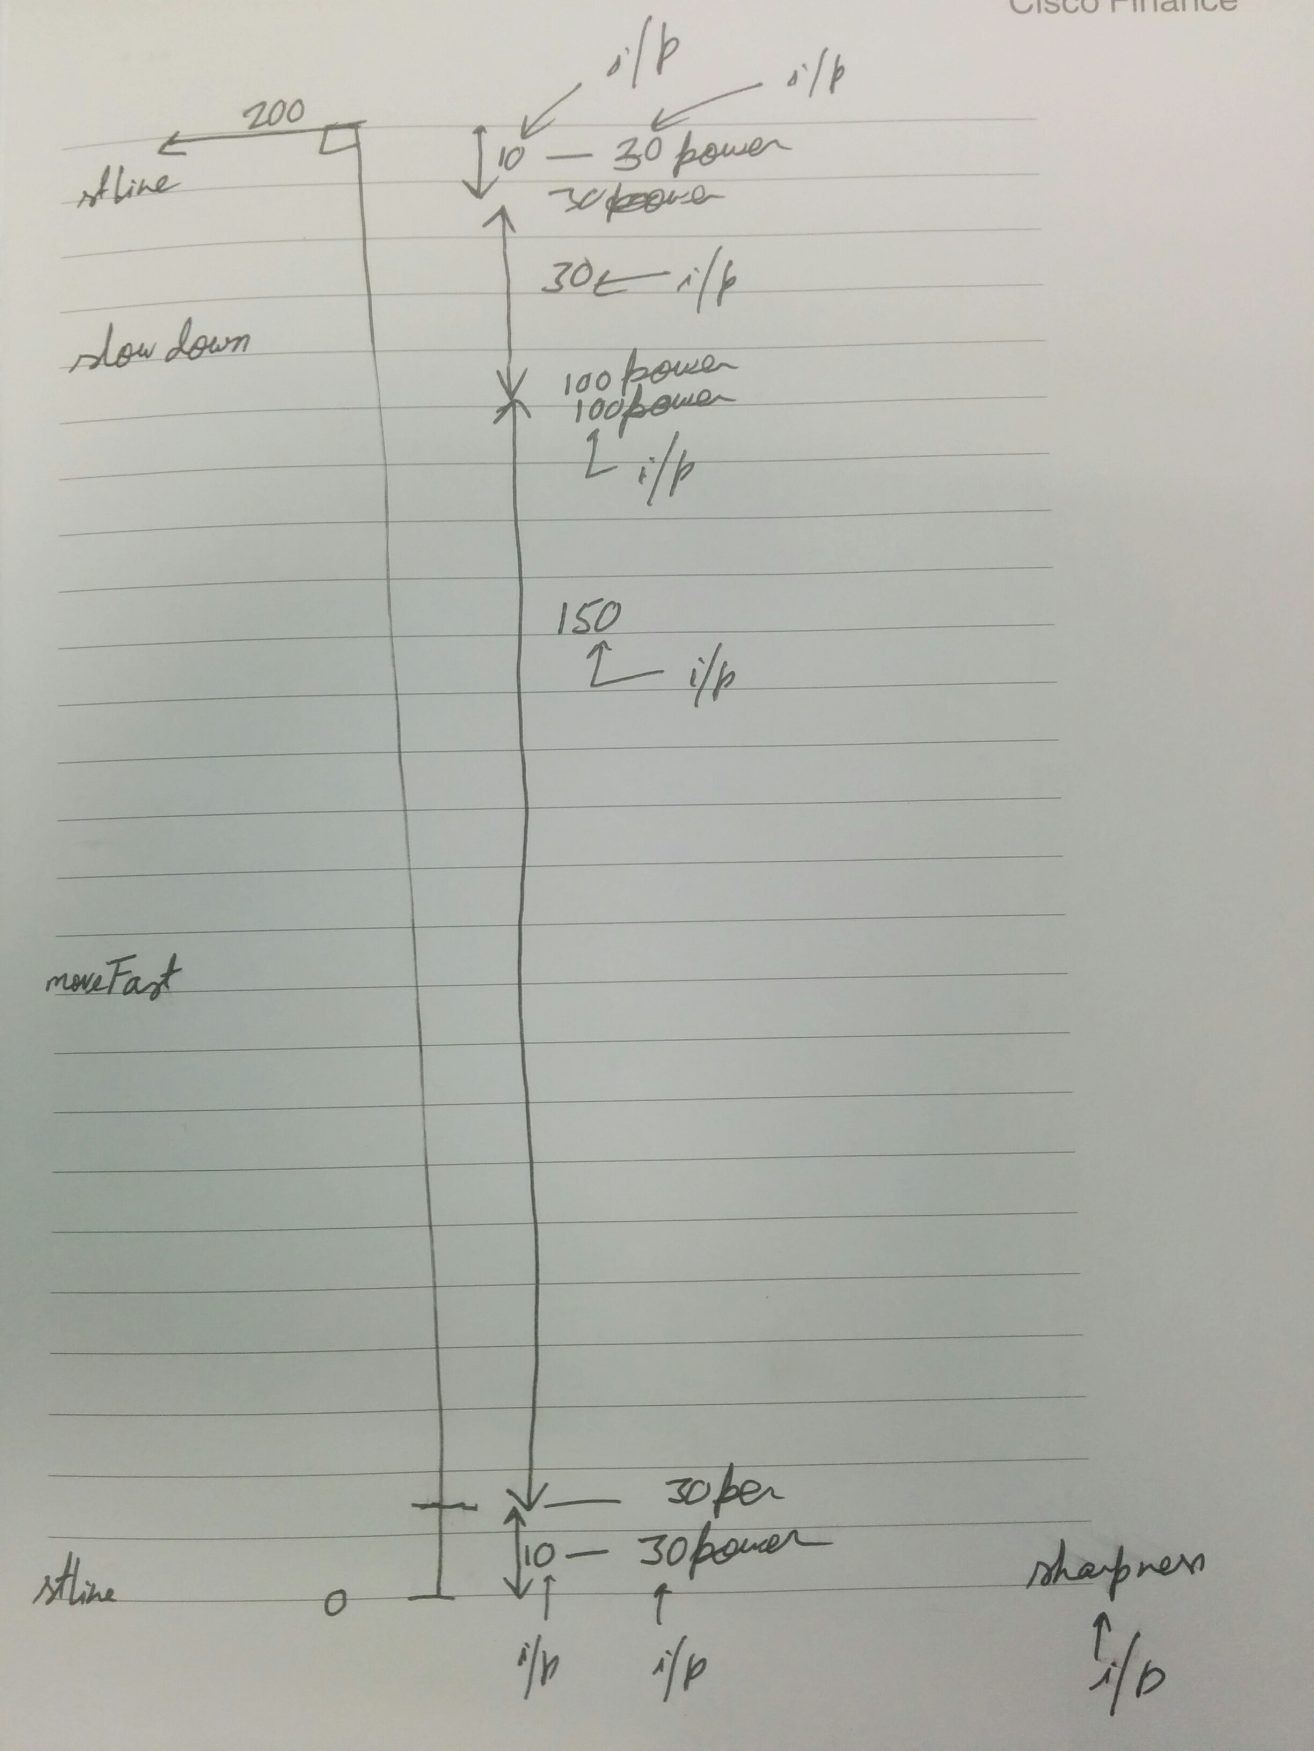 Cisco Finance
i/p
i/p
200
10 — 30 power
stline
30 power
30 i/p
slow down
100 power
100 power
i/p
150
i/p
moveFast
30 per
10 — 30 power
stline 0
sharpness
i/p i/p i/p